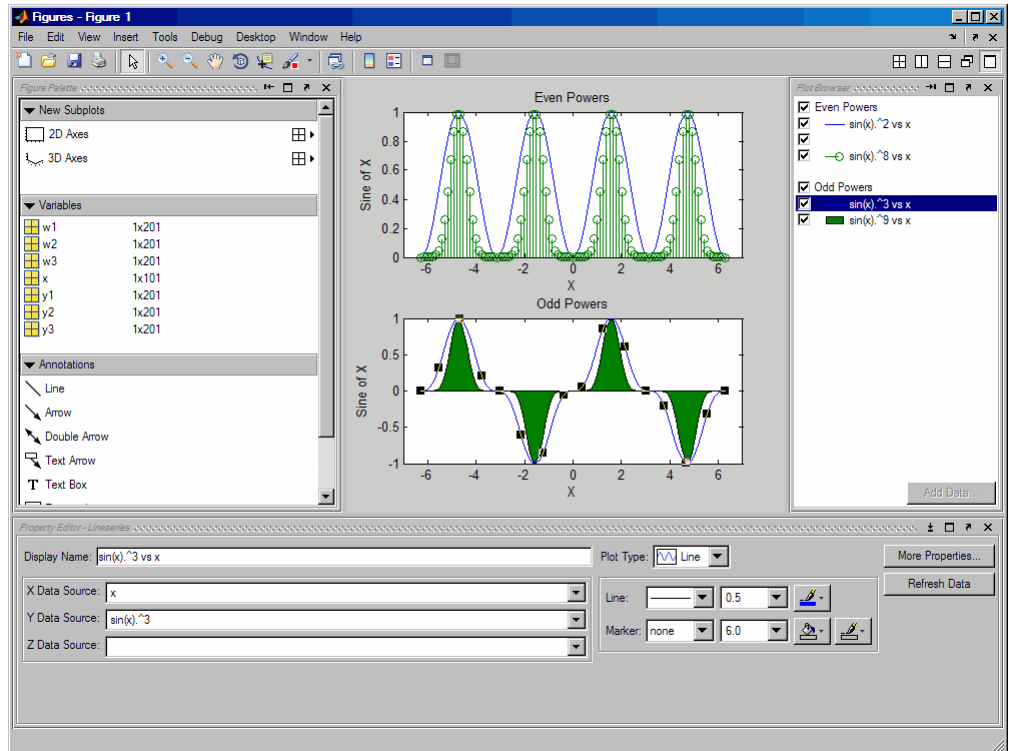 Figures - Figure 1
File Edit View Insert Tools Debug Desktop Window Help
Figure Palette
New Subplots
2D Axes
3D Axes
Variables
w1 1x201
w2 1x201
w3 1x201
x 1x101
y1 1x201
y2 1x201
y3 1x201
Annotations
Line
Arrow
Double Arrow
Text Arrow
T Text Box
Even Powers
1
0.8
0.6
0.4
0.2
0
Sine of X
-6 -4 -2 0 2 4 6
X
Odd Powers
1
0.5
0
-0.5
-1
Sine of X
-6 -4 -2 0 2 4 6
X
Plot Browser
Even Powers
sin(x).^2 vs x
sin(x).^8 vs x
Odd Powers
sin(x).^3 vs x
sin(x).^9 vs x
Add Data...
Property Editor - Lineseries
Display Name: sin(x).^3 vs x
Plot Type: Line
More Properties...
X Data Source: x
Y Data Source: sin(x).^3
Z Data Source:
Line: 0.5
Marker: none 6.0
Refresh Data